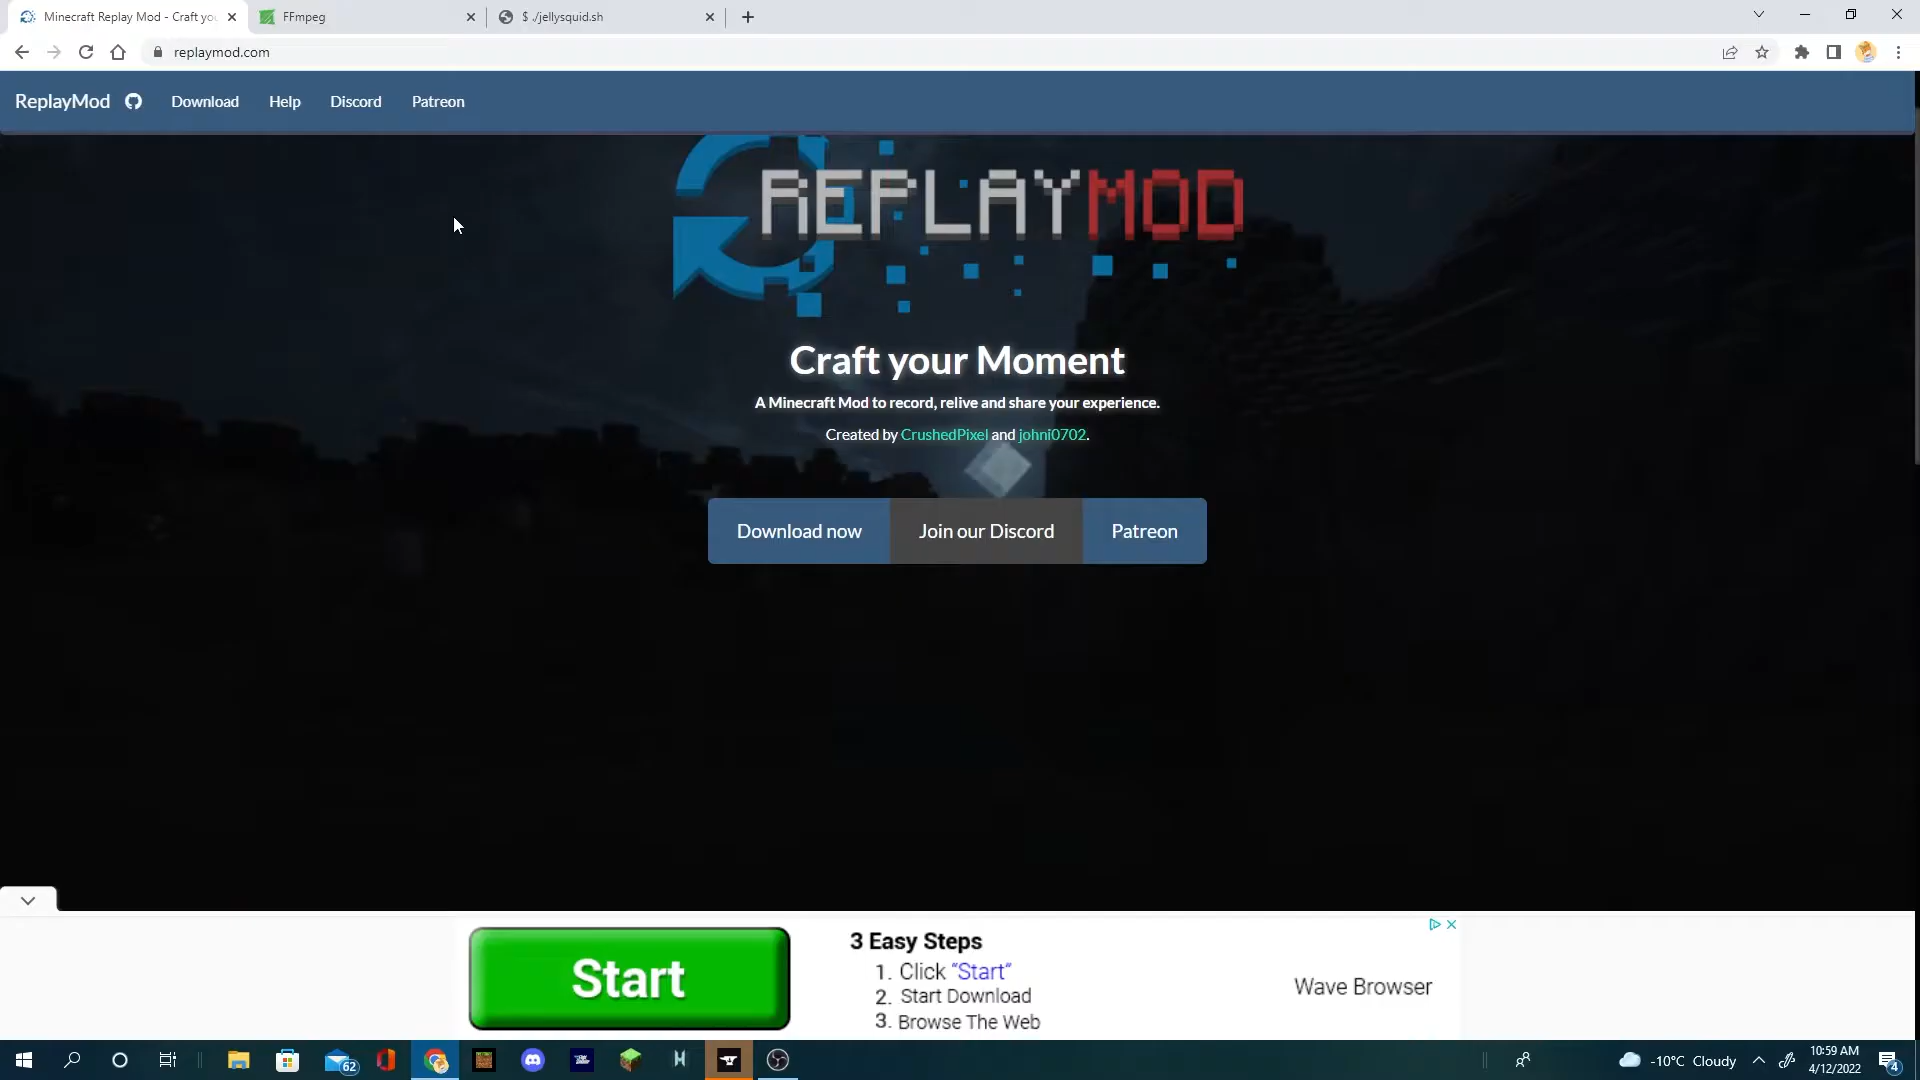 Minecraft Replay Mod - Craft you
FFmpeg
$ ./jellysquid.sh
replaymod.com
ReplayMod
Download
Help
Discord
Patreon
REPLAYMOD
Craft your Moment
A Minecraft Mod to record, relive and share your experience.
Created by CrushedPixel and johni0702.
Download now
Join our Discord
Patreon
Start
3 Easy Steps
1. Click "Start"
2. Start Download
3. Browse The Web
Wave Browser
62
-10°C Cloudy
10:59 AM
4/12/2022
4